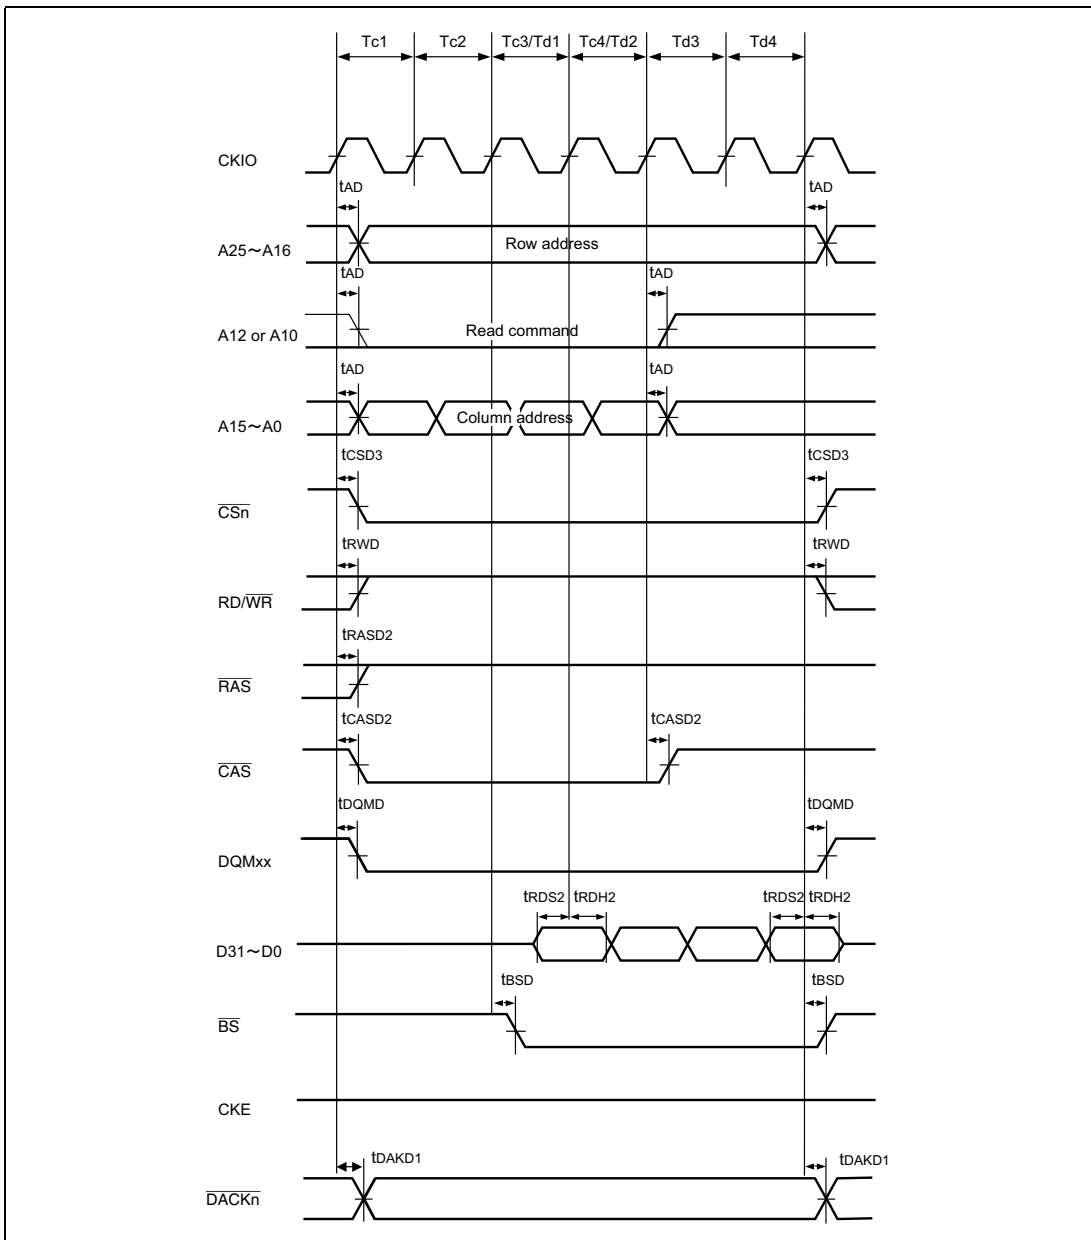 Tc1 Tc2 Tc3/Td1 Tc4/Td2 Td3 Td4
CKIO
tAD tAD
A25～A16 Row address
tAD tAD
A12 or A10 Read command
tAD tAD
A15～A0 Column address
tCSD3 tCSD3
CSn
tRWD tRWD
RD/WR
tRASD2
RAS
tCASD2 tCASD2
CAS
tDQMD tDQMD
DQMxx
tRDS2 tRDH2 tRDS2 tRDH2
D31～D0
tBSD tBSD
BS
CKE
tDAKD1 tDAKD1
DACKn